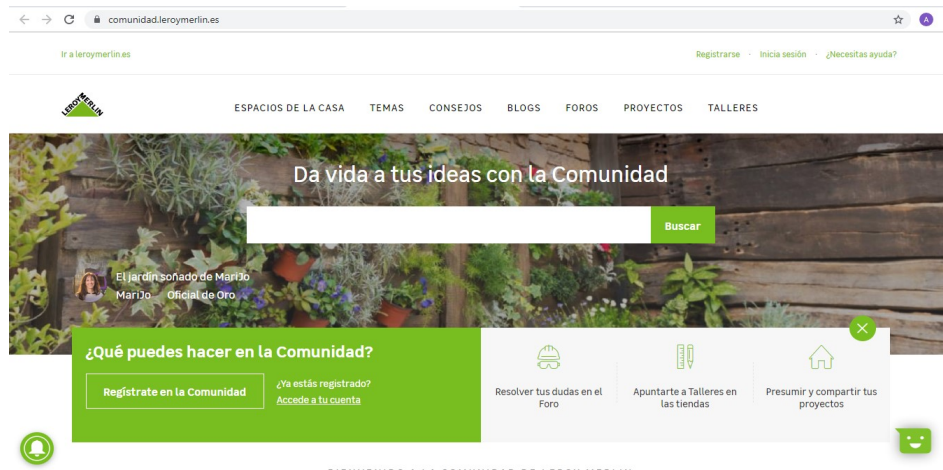 comunidad.leroymerlin.es
A
Ir a leroymerlin.es
Registrarse · Inicia sesión · ¿Necesitas ayuda?
LEROY MERLIN
ESPACIOS DE LA CASA TEMAS CONSEJOS BLOGS FOROS PROYECTOS TALLERES
Da vida a tus ideas con la Comunidad
Buscar
El jardín soñado de MariJo
MariJo Oficial de Oro
¿Qué puedes hacer en la Comunidad?
Regístrate en la Comunidad
¿Ya estás registrado?
Accede a tu cuenta
Resolver tus dudas en el
Foro
Apuntarte a Talleres en
las tiendas
Presumir y compartir tus
proyectos